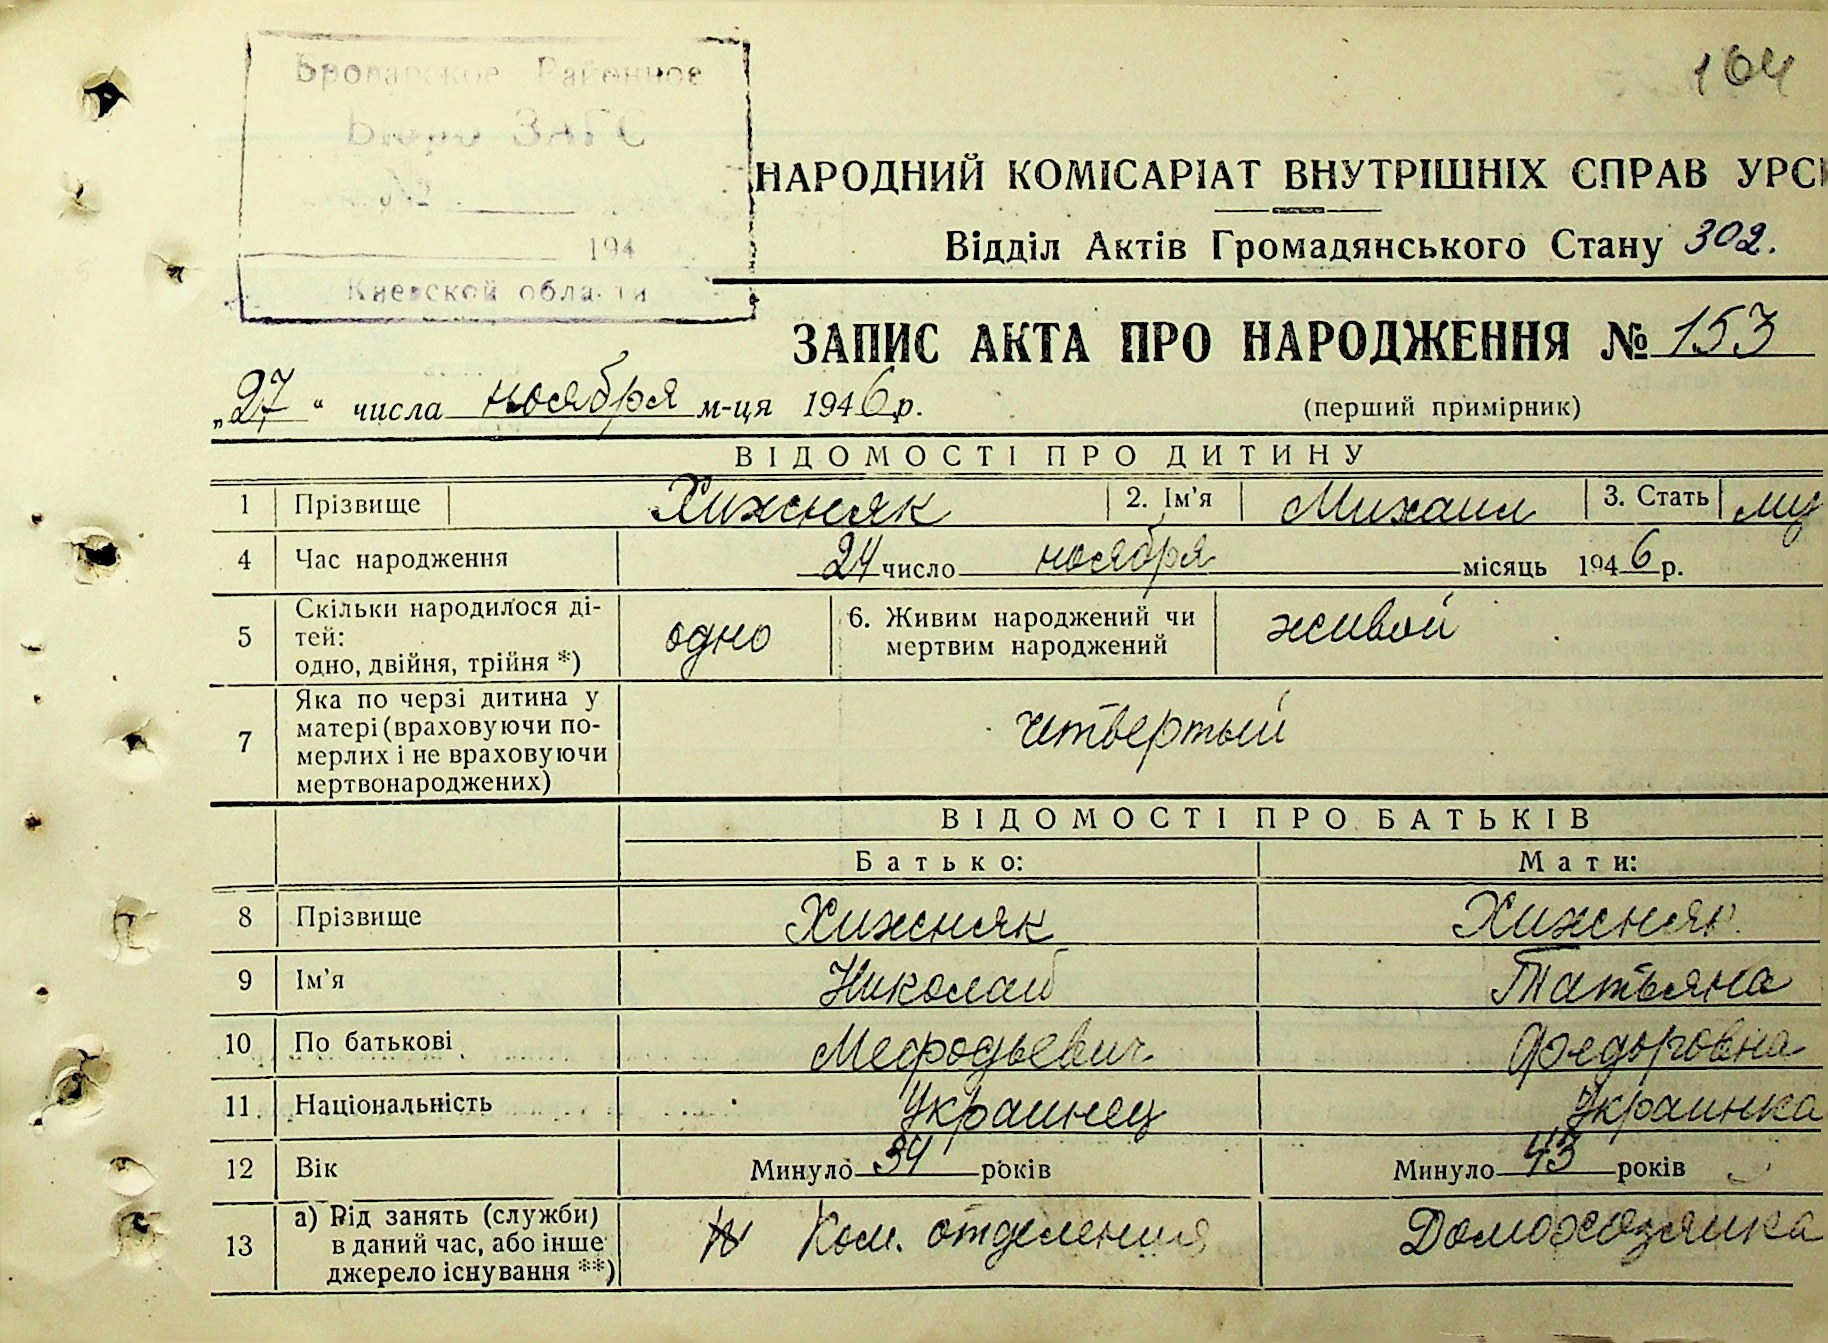 164
Броварское Районное
Бюро ЗАГС
194
Киевской области
НАРОДНИЙ КОМІСАРІАТ ВНУТРІШНІХ СПРАВ УРС
Відділ Актів Громадянського Стану 302.
ЗАПИС АКТА ПРО НАРОДЖЕННЯ № 153
„27" числа ноября м-ця 1946 р.
(перший примірник)
ВІДОМОСТІ ПРО ДИТИНУ
1 Прізвище Хижняк 2. Ім'я Михаил 3. Стать му
4 Час народження 24 число ноября місяць 1946 р.
5 Скільки народилося ді-
тей:
одно, двійня, трійня *) одно 6. Живим народжений чи
мертвим народжений живой
7 Яка по черзі дитина у
матері (враховуючи по-
мерлих і не враховуючи
мертвонароджених) четвертый
ВІДОМОСТІ ПРО БАТЬКІВ
Батько: Мати:
8 Прізвище Хижняк Хижняк
9 Ім'я Николай Татьяна
10 По батькові Мефодьевич Федоровна
11 Національність Украинец Украинка
12 Вік Минуло 34 років Минуло 43 років
13 а) Рід занять (служби)
в даний час, або інше
джерело існування **) Ком. отделения Домохозяйка